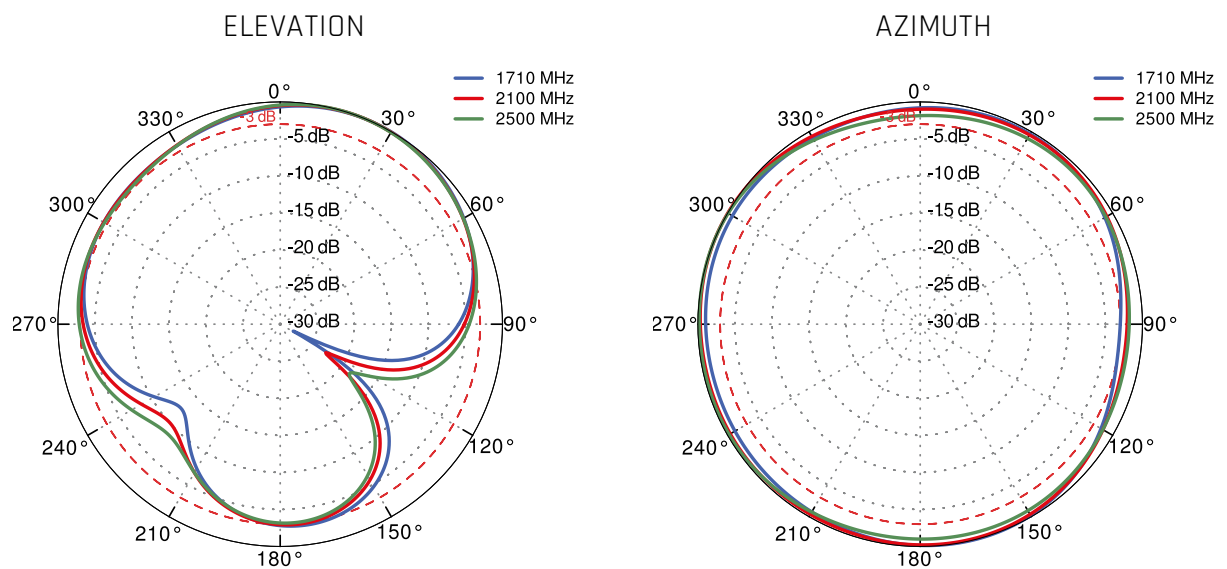 ELEVATION
1710 MHz
2100 MHz
2500 MHz
0°
30°
60°
90°
120°
150°
180°
210°
240°
270°
300°
330°
-3 dB
-5 dB
-10 dB
-15 dB
-20 dB
-25 dB
-30 dB
AZIMUTH
1710 MHz
2100 MHz
2500 MHz
0°
30°
60°
90°
120°
150°
180°
210°
240°
270°
300°
330°
-3 dB
-5 dB
-10 dB
-15 dB
-20 dB
-25 dB
-30 dB